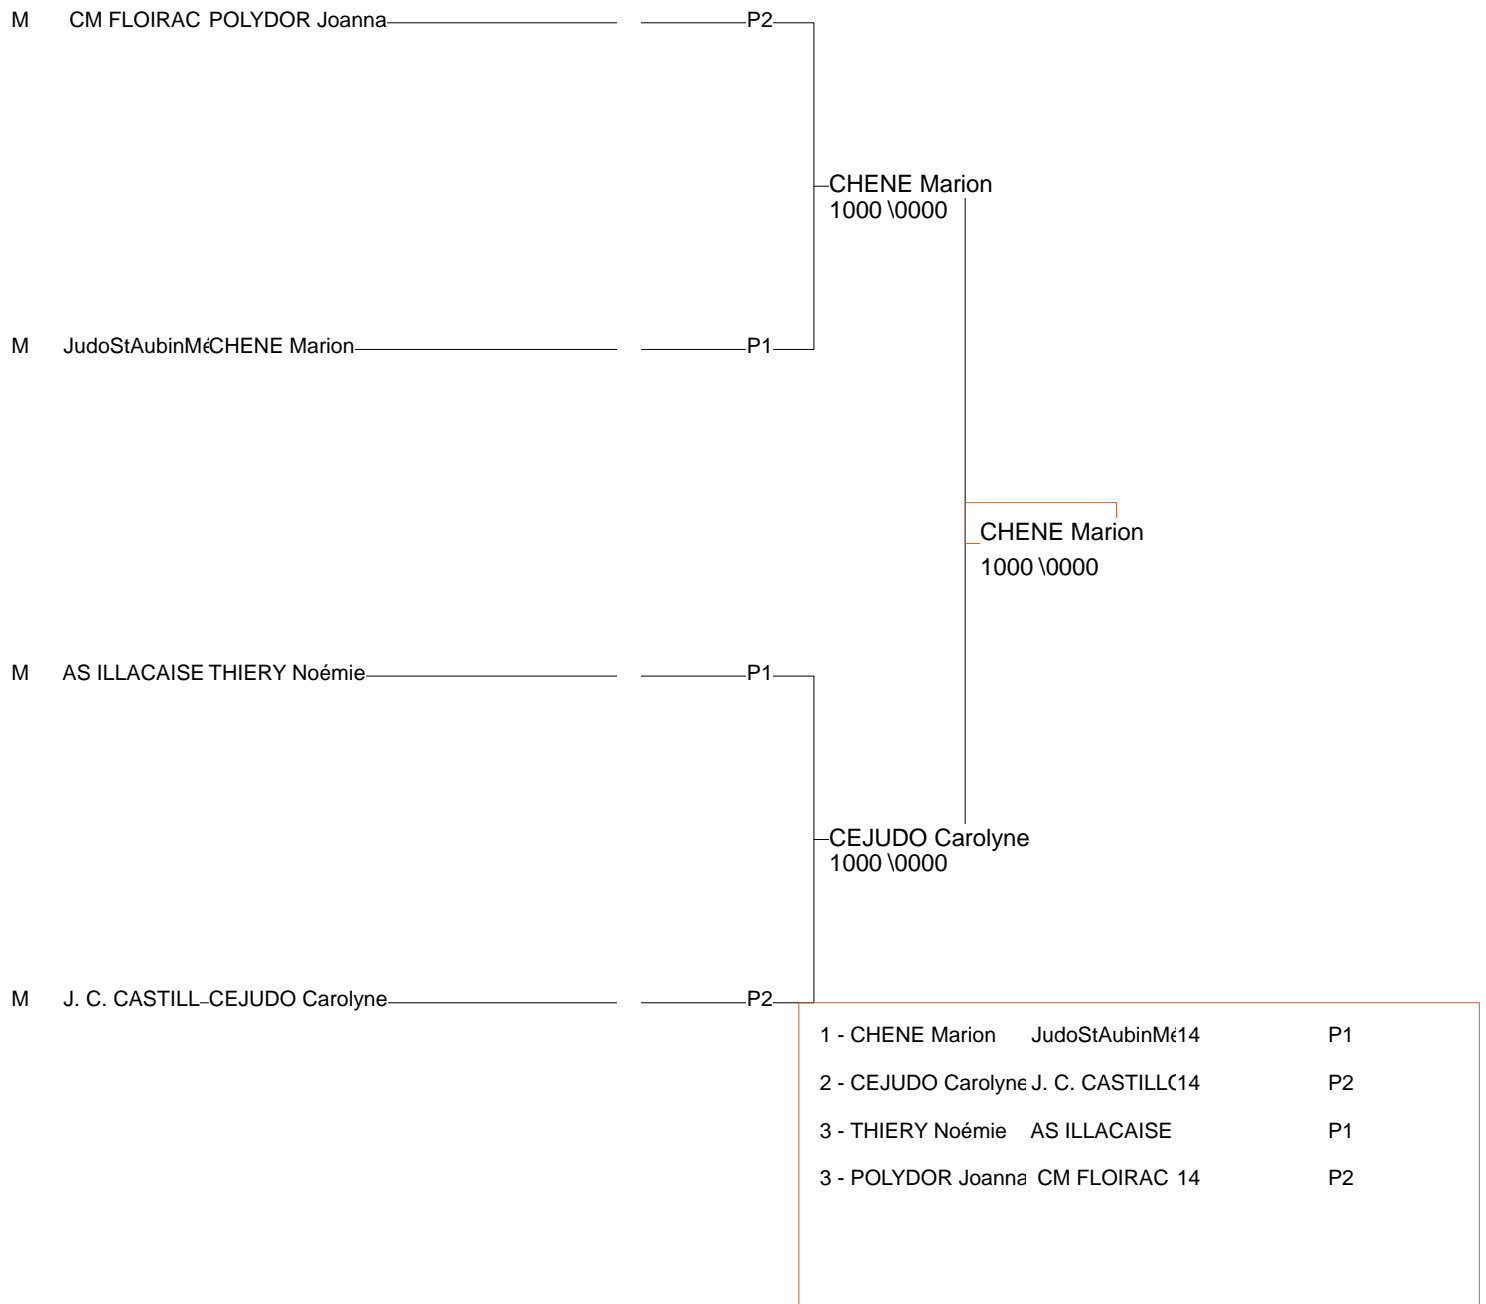 M CM FLOIRAC POLYDOR Joanna P2
CHENE Marion
1000 \0000
M JudoStAubinMé CHENE Marion P1
CHENE Marion
1000 \0000
M AS ILLACAISE THIERY Noémie P1
CEJUDO Carolyne
1000 \0000
M J. C. CASTILL CEJUDO Carolyne P2
1 - CHENE Marion JudoStAubinMé 14 P1
2 - CEJUDO Carolyne J. C. CASTILLO 14 P2
3 - THIERY Noémie AS ILLACAISE P1
3 - POLYDOR Joanna CM FLOIRAC 14 P2